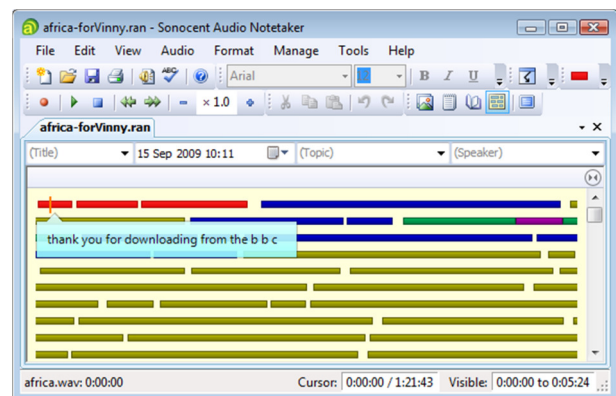 africa-forVinny.ran - Sonocent Audio Notetaker
File Edit View Audio Format Manage Tools Help
ABC Arial B I U
× 1.0
africa-forVinny.ran
(Title) 15 Sep 2009 10:11 (Topic) (Speaker)
thank you for downloading from the b b c
africa.wav: 0:00:00 Cursor: 0:00:00 / 1:21:43 Visible: 0:00:00 to 0:05:24